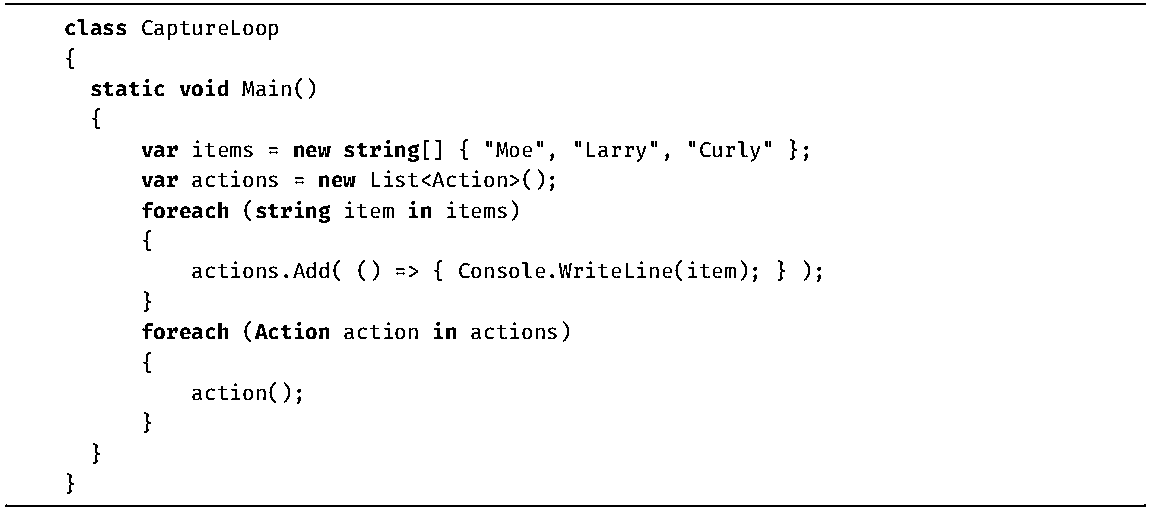 class CaptureLoop
{
static void Main()
{
var items = new string[] { "Moe", "Larry", "Curly" };
var actions = new List<Action>();
foreach (string item in items)
{
actions.Add( () => { Console.WriteLine(item); } );
}
foreach (Action action in actions)
{
action();
}
}
}